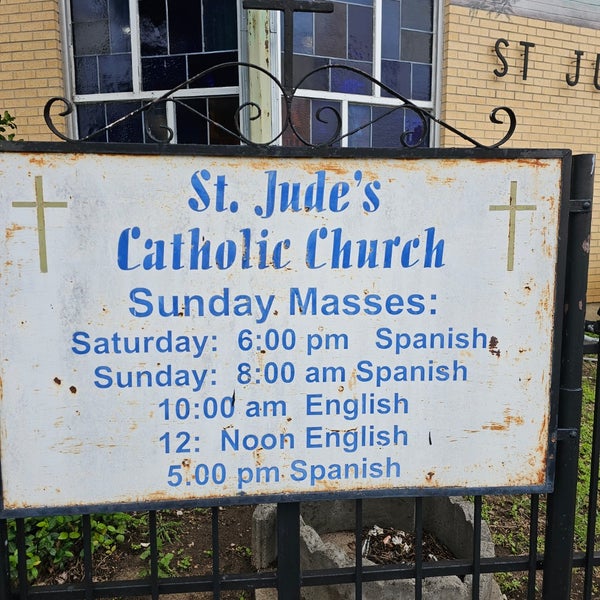 ST JU
St. Jude's
Catholic Church
Sunday Masses:
Saturday: 6:00 pm Spanish
Sunday: 8:00 am Spanish
10:00 am English
12: Noon English
5.00 pm Spanish